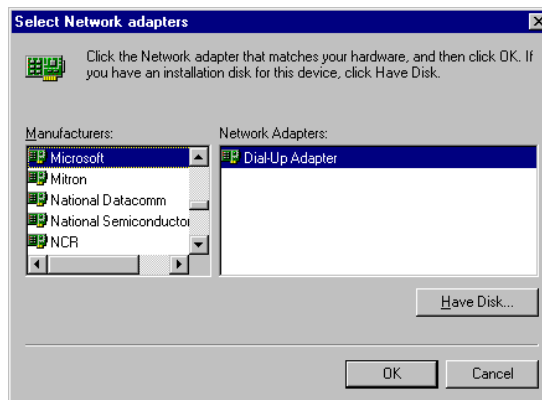 Select Network adapters
Click the Network adapter that matches your hardware, and then click OK. If
you have an installation disk for this device, click Have Disk.
Manufacturers:
Microsoft
Mitron
National Datacomm
National Semiconductor
NCR
Network Adapters:
Dial-Up Adapter
Have Disk...
OK
Cancel